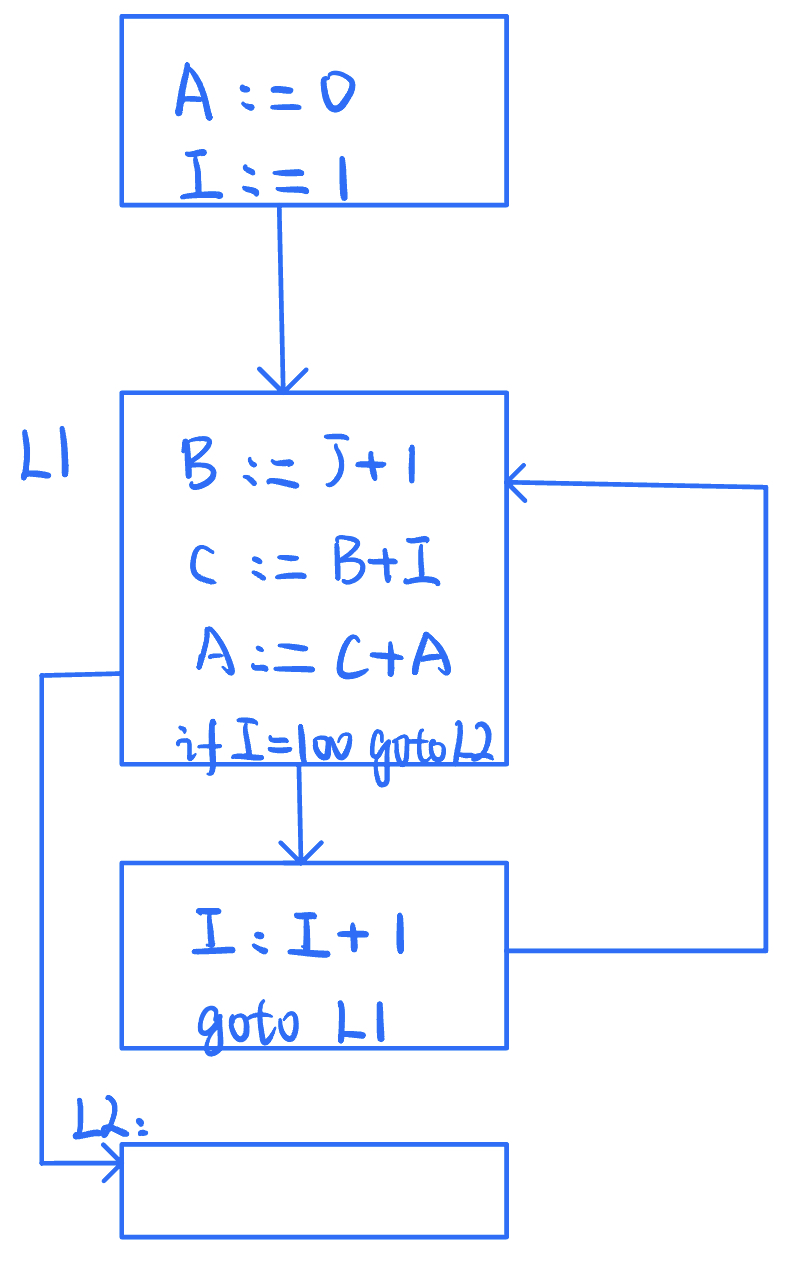 A := 0
I := 1
L1
B := J+1
C := B+I
A := C+A
if I=100 goto L2
I : I+1
goto L1
L2: